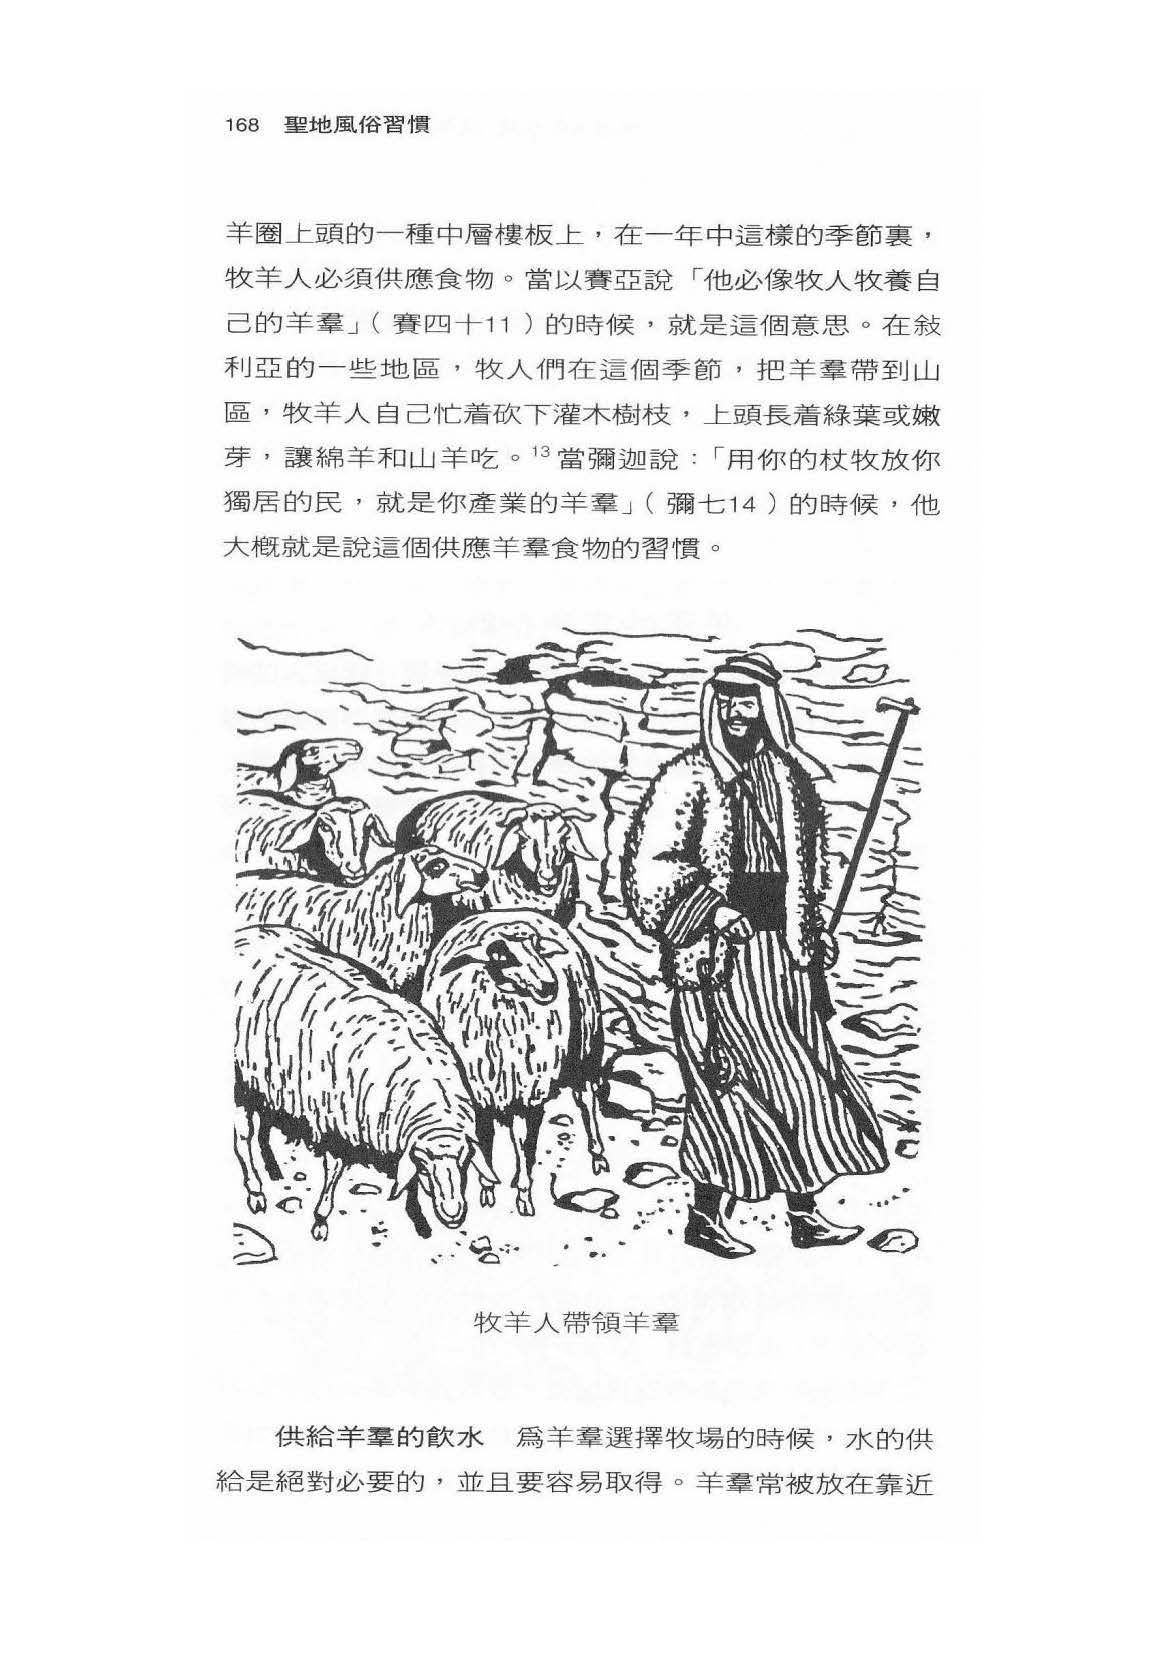 168 聖地風俗習慣
羊圈上頭的一種中層樓板上，在一年中這樣的季節裏，
牧羊人必須供應食物。當以賽亞說「他必像牧人牧養自
己的羊羣」（賽四十11）的時候，就是這個意思。在敍
利亞的一些地區，牧人們在這個季節，把羊羣帶到山
區，牧羊人自己忙着砍下灌木樹枝，上頭長着綠葉或嫩
芽，讓綿羊和山羊吃。13 當彌迦說：「用你的杖牧放你
獨居的民，就是你產業的羊羣」（彌七14）的時候，他
大概就是說這個供應羊羣食物的習慣。
牧羊人帶領羊羣
供給羊羣的飲水 爲羊羣選擇牧場的時候，水的供
給是絕對必要的，並且要容易取得。羊羣常被放在靠近